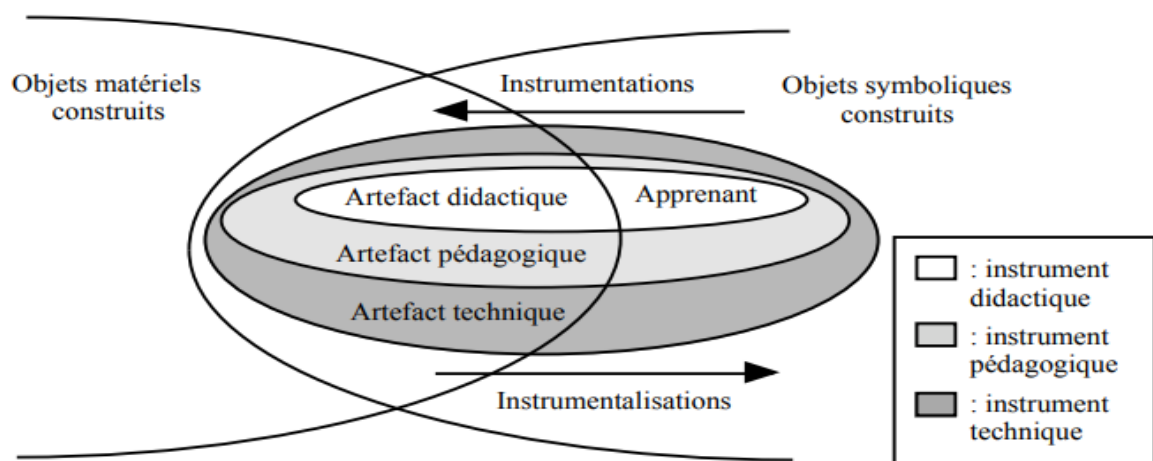 Objets matériels
construits
Instrumentations
Objets symboliques
construits
Artefact didactique
Apprenant
Artefact pédagogique
Artefact technique
Instrumentalisations
: instrument
didactique
: instrument
pédagogique
: instrument
technique